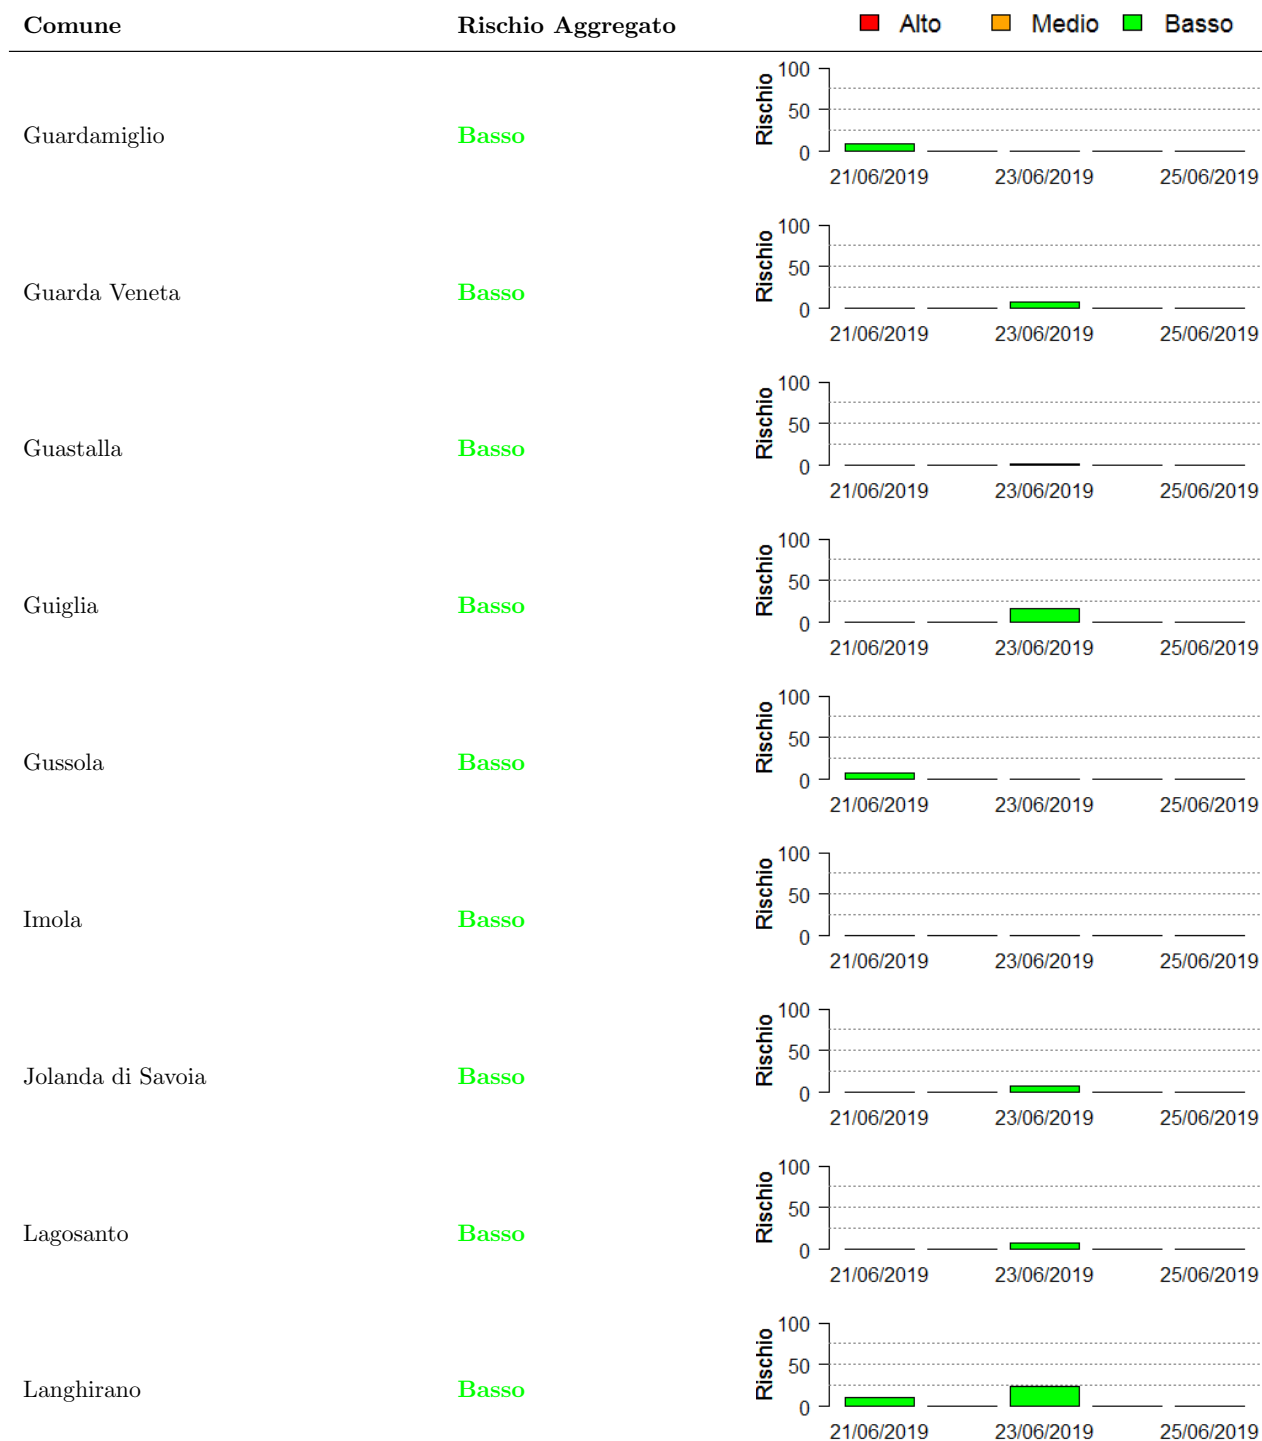 Comune Rischio Aggregato Alto Medio Basso
100
50
0
Rischio
Guardamiglio Basso
21/06/2019 23/06/2019 25/06/2019
100
50
0
Rischio
Guarda Veneta Basso
21/06/2019 23/06/2019 25/06/2019
100
50
0
Rischio
Guastalla Basso
21/06/2019 23/06/2019 25/06/2019
100
50
0
Rischio
Guiglia Basso
21/06/2019 23/06/2019 25/06/2019
100
50
0
Rischio
Gussola Basso
21/06/2019 23/06/2019 25/06/2019
100
50
0
Rischio
Imola Basso
21/06/2019 23/06/2019 25/06/2019
100
50
0
Rischio
Jolanda di Savoia Basso
21/06/2019 23/06/2019 25/06/2019
100
50
0
Rischio
Lagosanto Basso
21/06/2019 23/06/2019 25/06/2019
100
50
0
Rischio
Langhirano Basso
21/06/2019 23/06/2019 25/06/2019